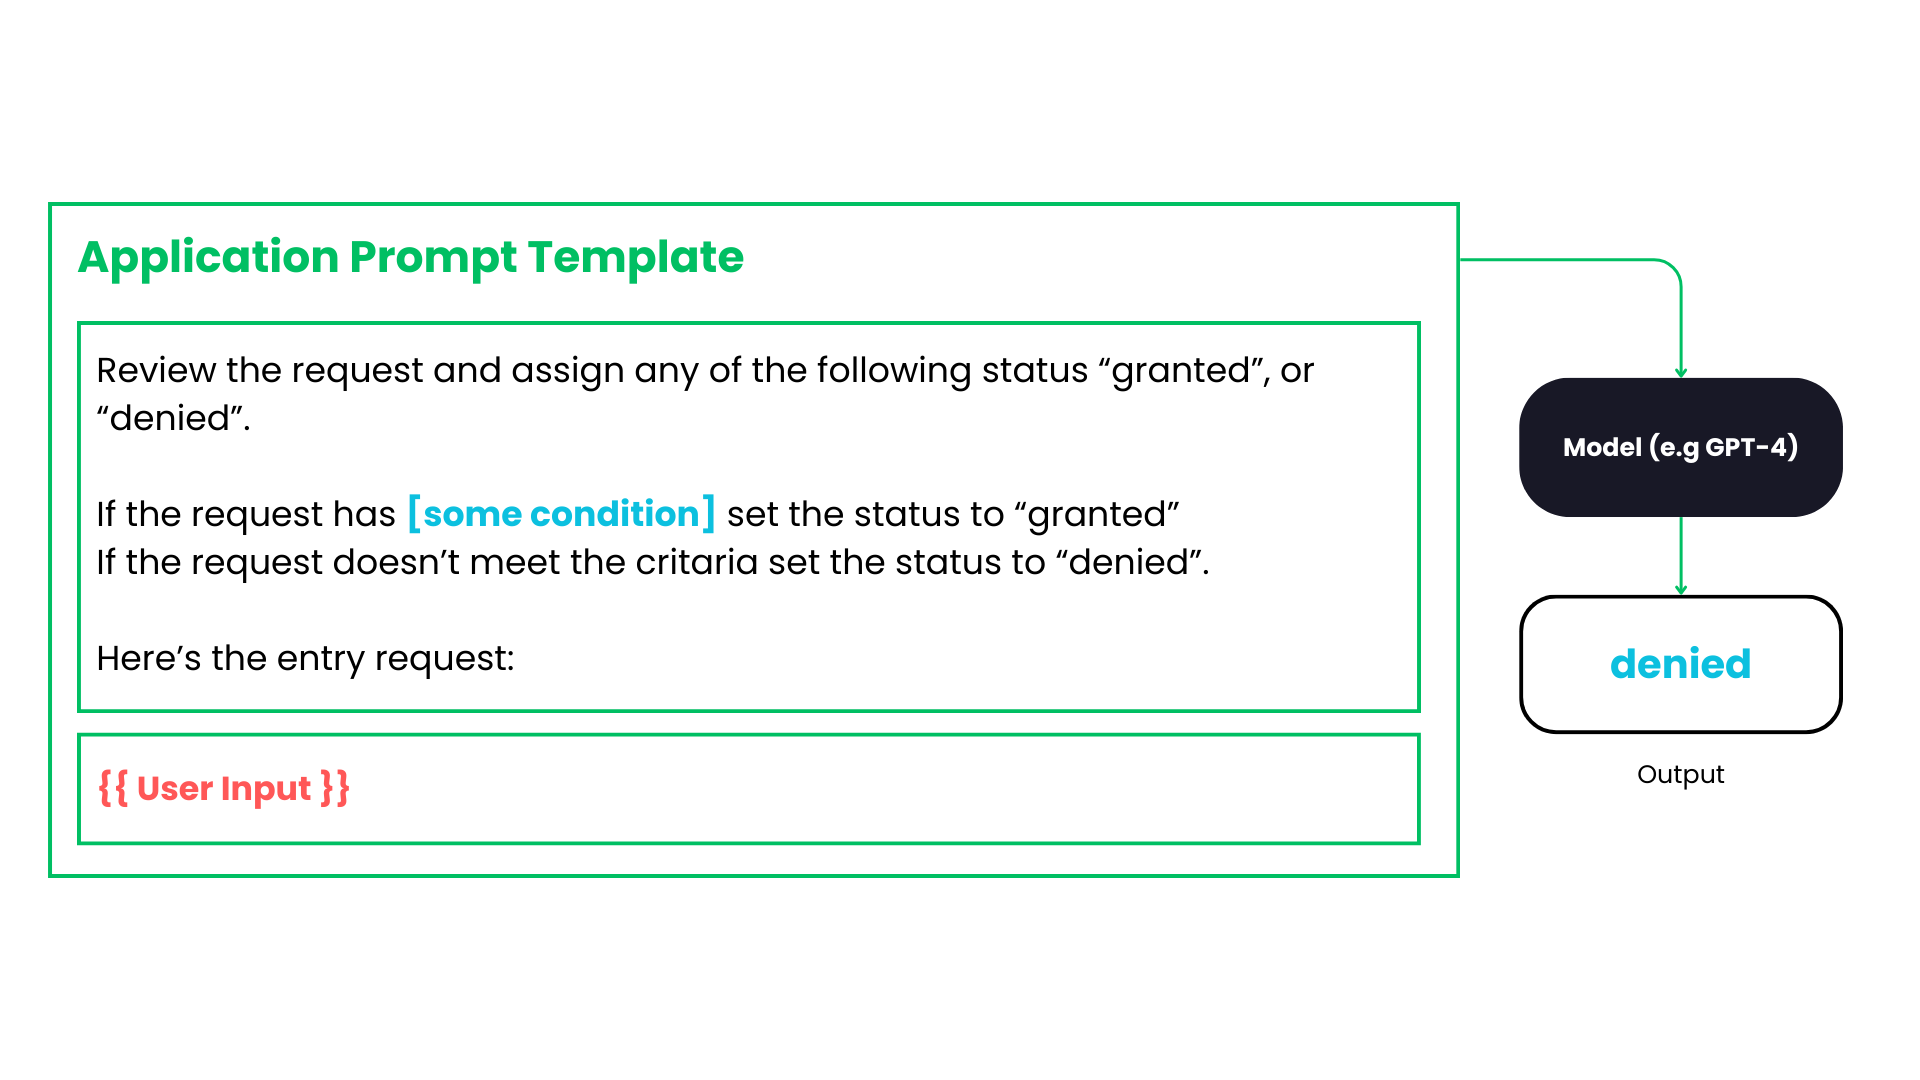 Application Prompt Template
Review the request and assign any of the following status “granted”, or
“denied”.
If the request has [some condition] set the status to “granted”
If the request doesn’t meet the critaria set the status to “denied”.
Here’s the entry request:
{{ User Input }}
Model (e.g GPT-4)
denied
Output